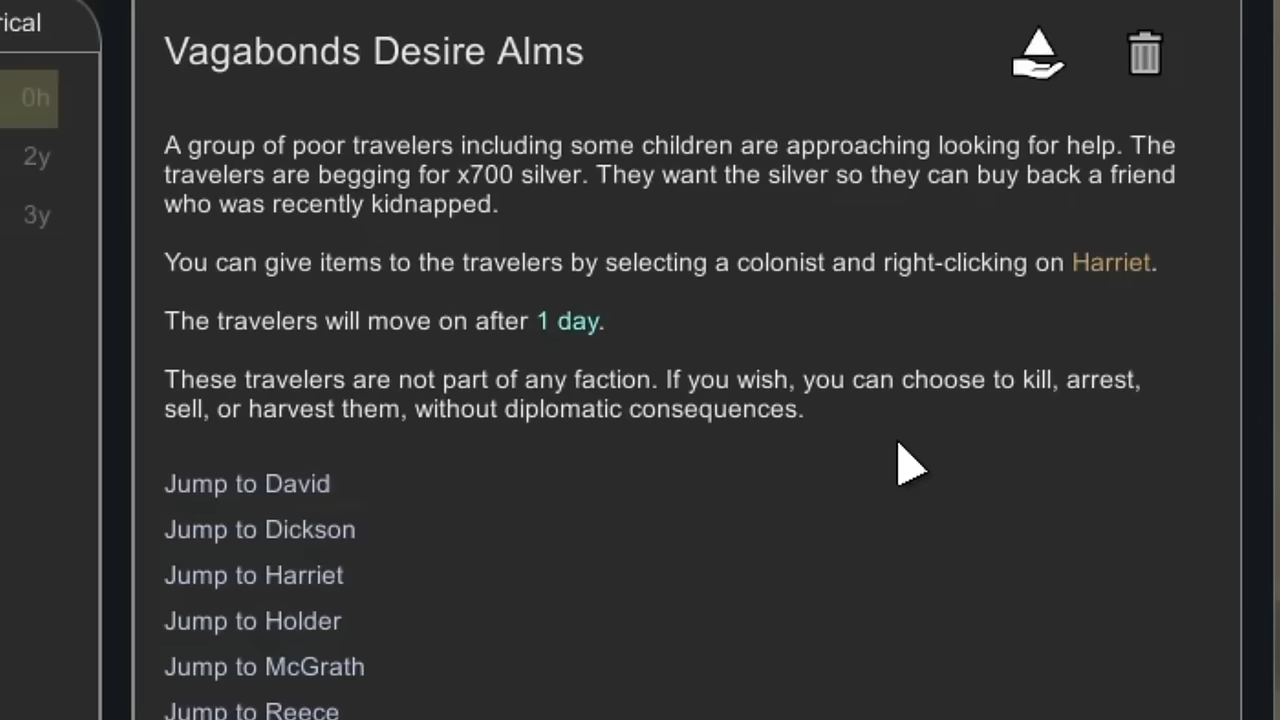 rical
Vagabonds Desire Alms
0h
2y
3y
A group of poor travelers including some children are approaching looking for help. The
travelers are begging for x700 silver. They want the silver so they can buy back a friend
who was recently kidnapped.
You can give items to the travelers by selecting a colonist and right-clicking on Harriet.
The travelers will move on after 1 day.
These travelers are not part of any faction. If you wish, you can choose to kill, arrest,
sell, or harvest them, without diplomatic consequences.
Jump to David
Jump to Dickson
Jump to Harriet
Jump to Holder
Jump to McGrath
Jump to Reece